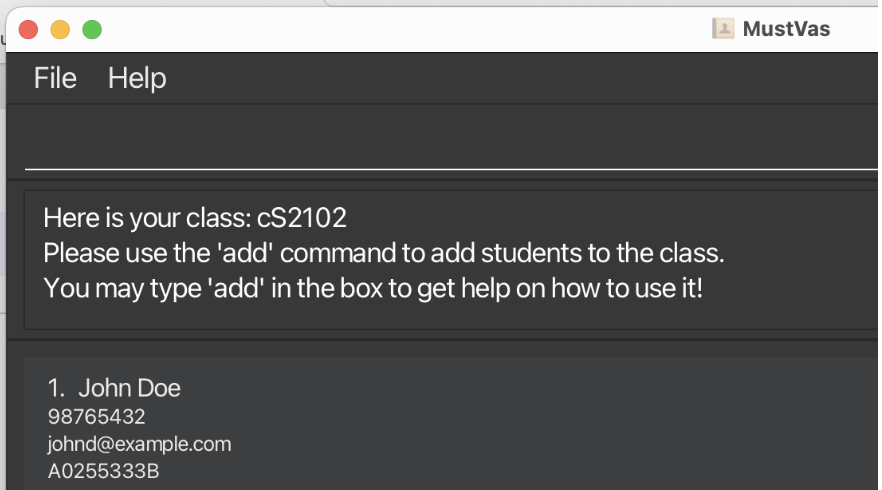 MustVas
File Help
Here is your class: cS2102
Please use the 'add' command to add students to the class.
You may type 'add' in the box to get help on how to use it!
1. John Doe
98765432
johnd@example.com
A0255333B